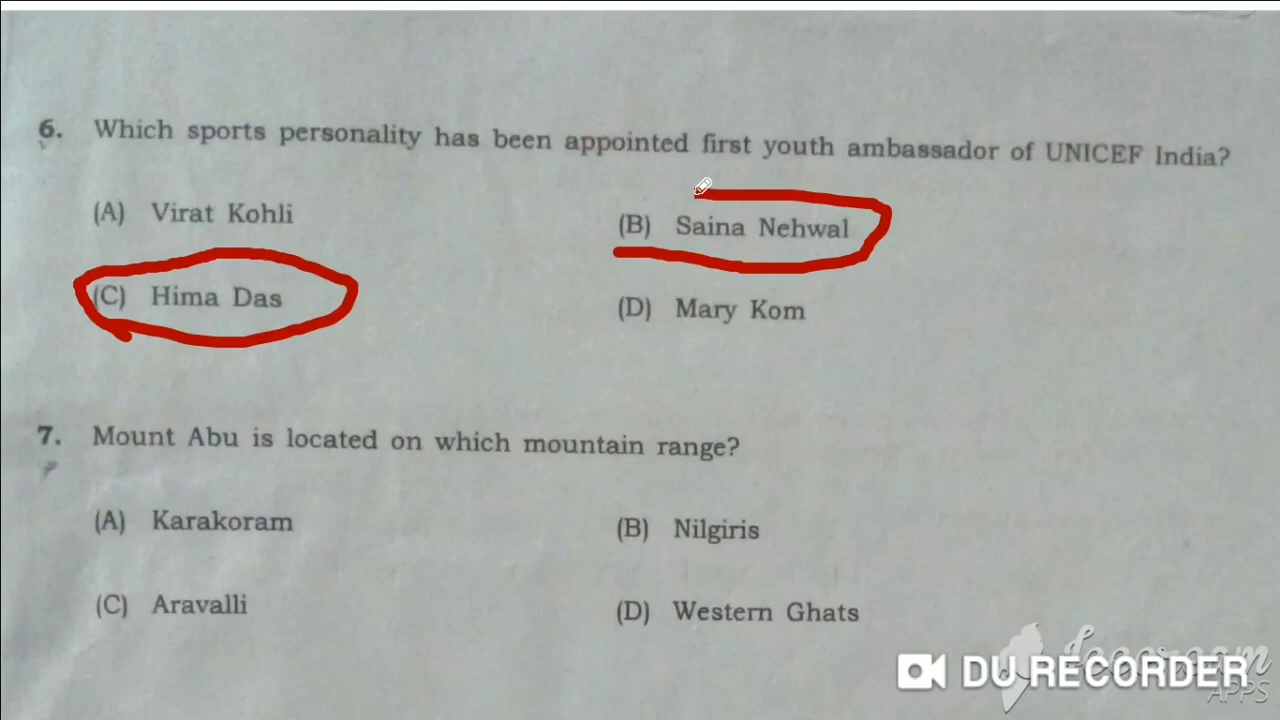 6. Which sports personality has been appointed first youth ambassador of UNICEF India?
(A) Virat Kohli (B) Saina Nehwal
(C) Hima Das (D) Mary Kom
7. Mount Abu is located on which mountain range?
(A) Karakoram (B) Nilgiris
(C) Aravalli (D) Western Ghats
DU RECORDER
APPS